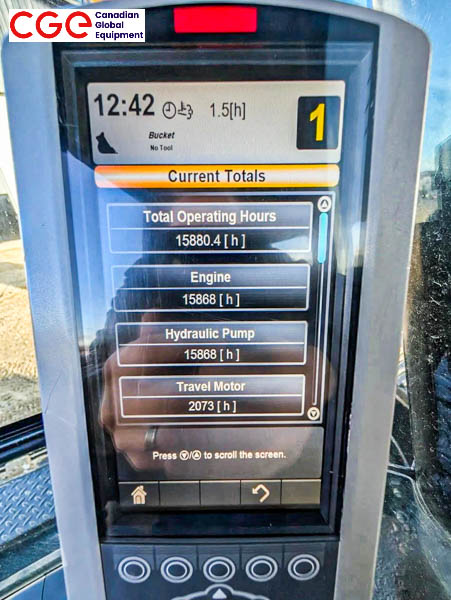 CGE Canadian
Global
Equipment
12:42 1.5[h] 1
Bucket
No Tool
Current Totals
Total Operating Hours
15880.4 [ h ]
Engine
15868 [ h ]
Hydraulic Pump
15868 [ h ]
Travel Motor
2073 [ h ]
Press / to scroll the screen.